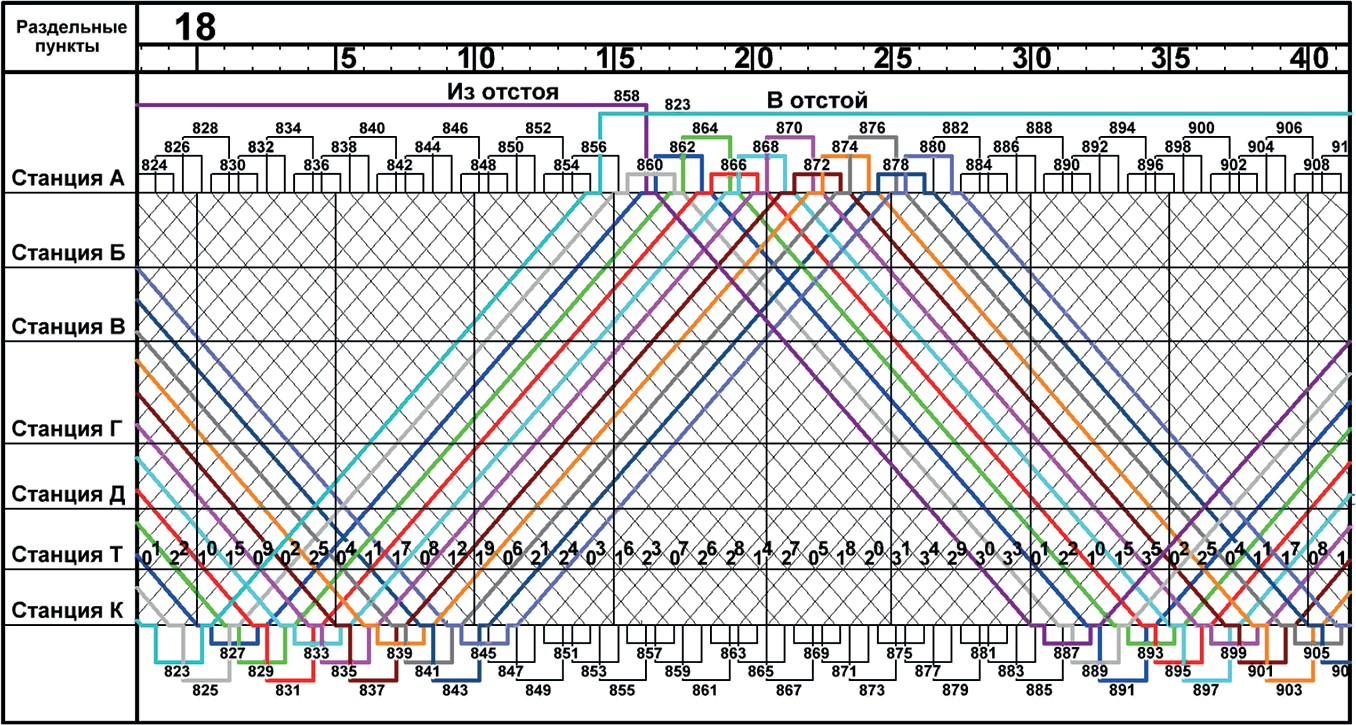 Раздельные
пункты
18
5 10 15 20 25 30 35 40
Из отстоя 858 823 В отстой
828 834 840 846 852 864 870 876 882 888 894 900 906
826 832 838 844 850 856 862 868 874 880 886 892 898 904 91
824 830 836 842 848 854 860 866 872 878 884 890 896 902 908
Станция А
Станция Б
Станция В
Станция Г
Станция Д
Станция Т
Станция К
827 833 839 845 851 857 863 869 875 881 887 893 899 905
823 829 835 841 847 853 859 865 871 877 883 889 895 901 90
825 831 837 843 849 855 861 867 873 879 885 891 897 903